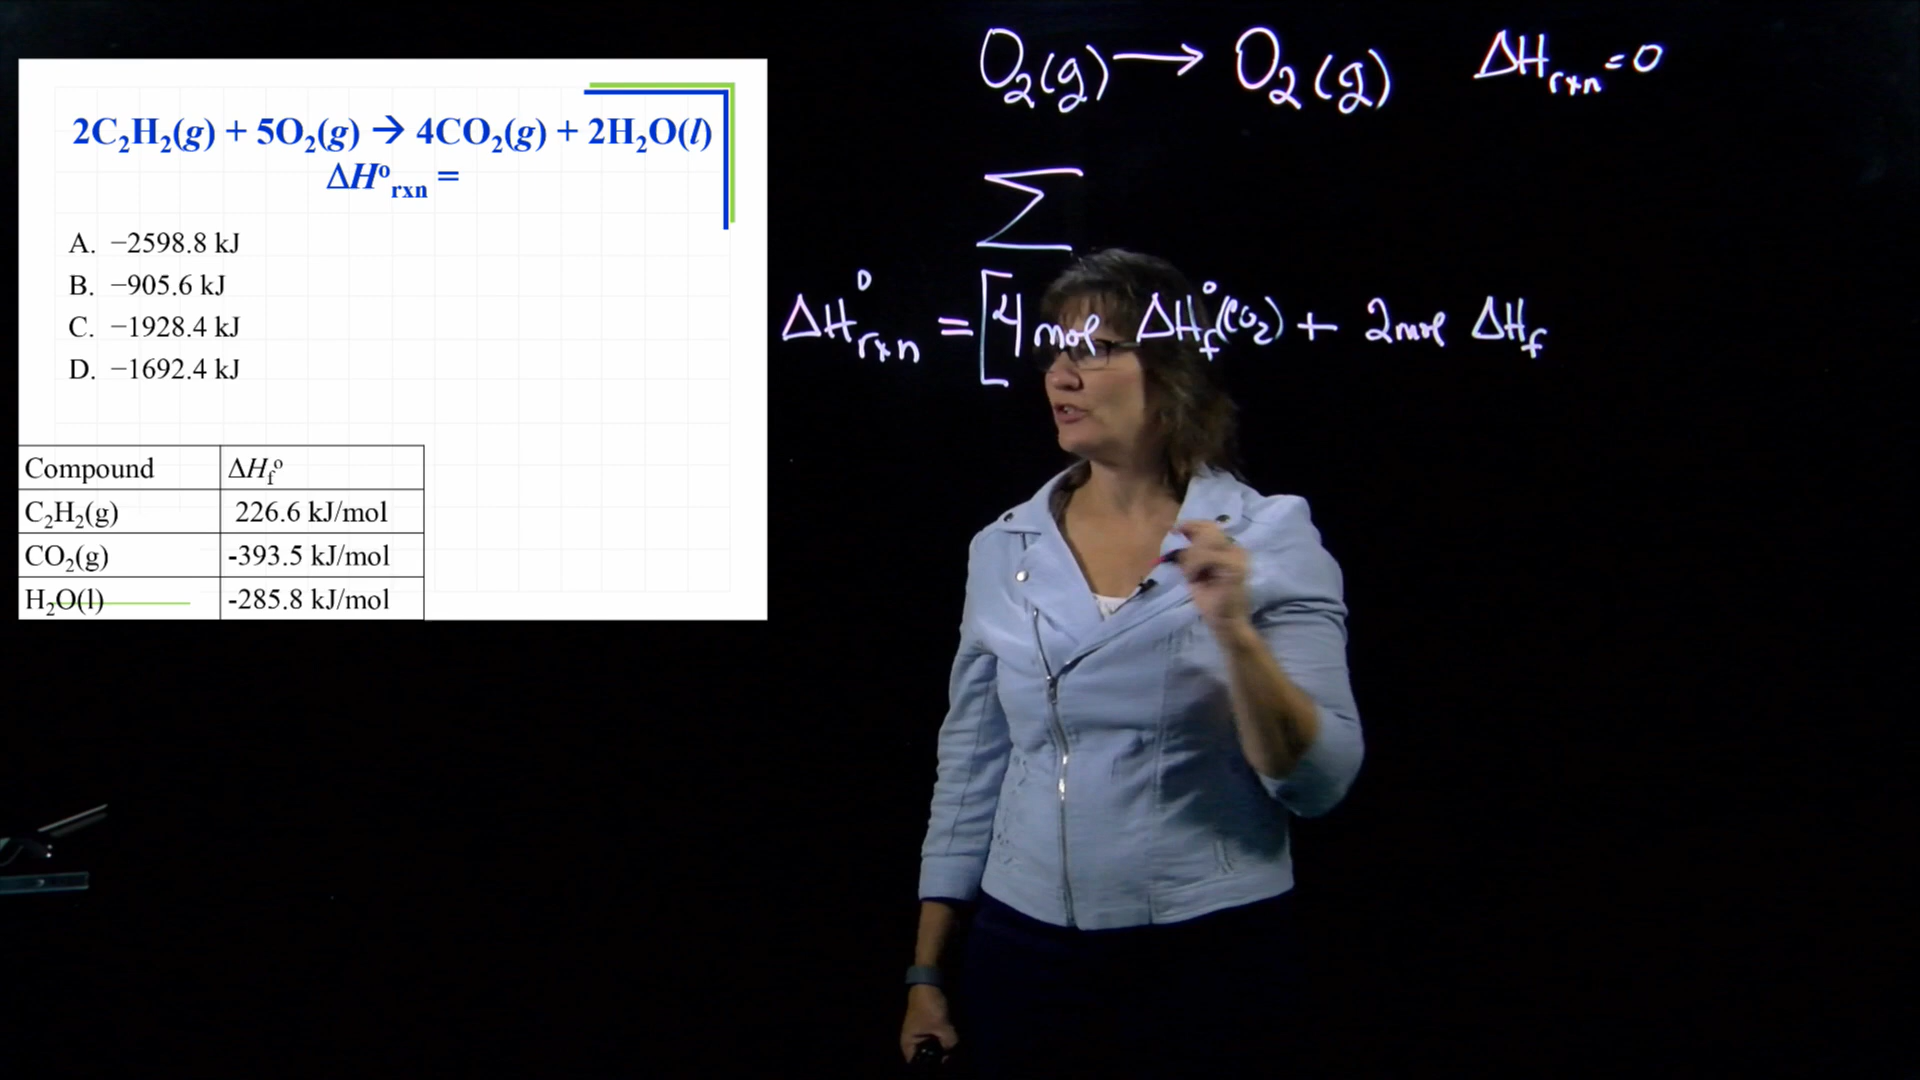 2C₂H₂(g) + 5O₂(g) → 4CO₂(g) + 2H₂O(l)
ΔH°rxn =
A. −2598.8 kJ
B. −905.6 kJ
C. −1928.4 kJ
D. −1692.4 kJ
Compound ΔHf°
C₂H₂(g) 226.6 kJ/mol
CO₂(g) -393.5 kJ/mol
H₂O(l) -285.8 kJ/mol
O₂(g) → O₂(g) ΔHrxn = 0
Σ
ΔH°rxn = [4 mol ΔH°f(CO₂) + 2 mol ΔHf